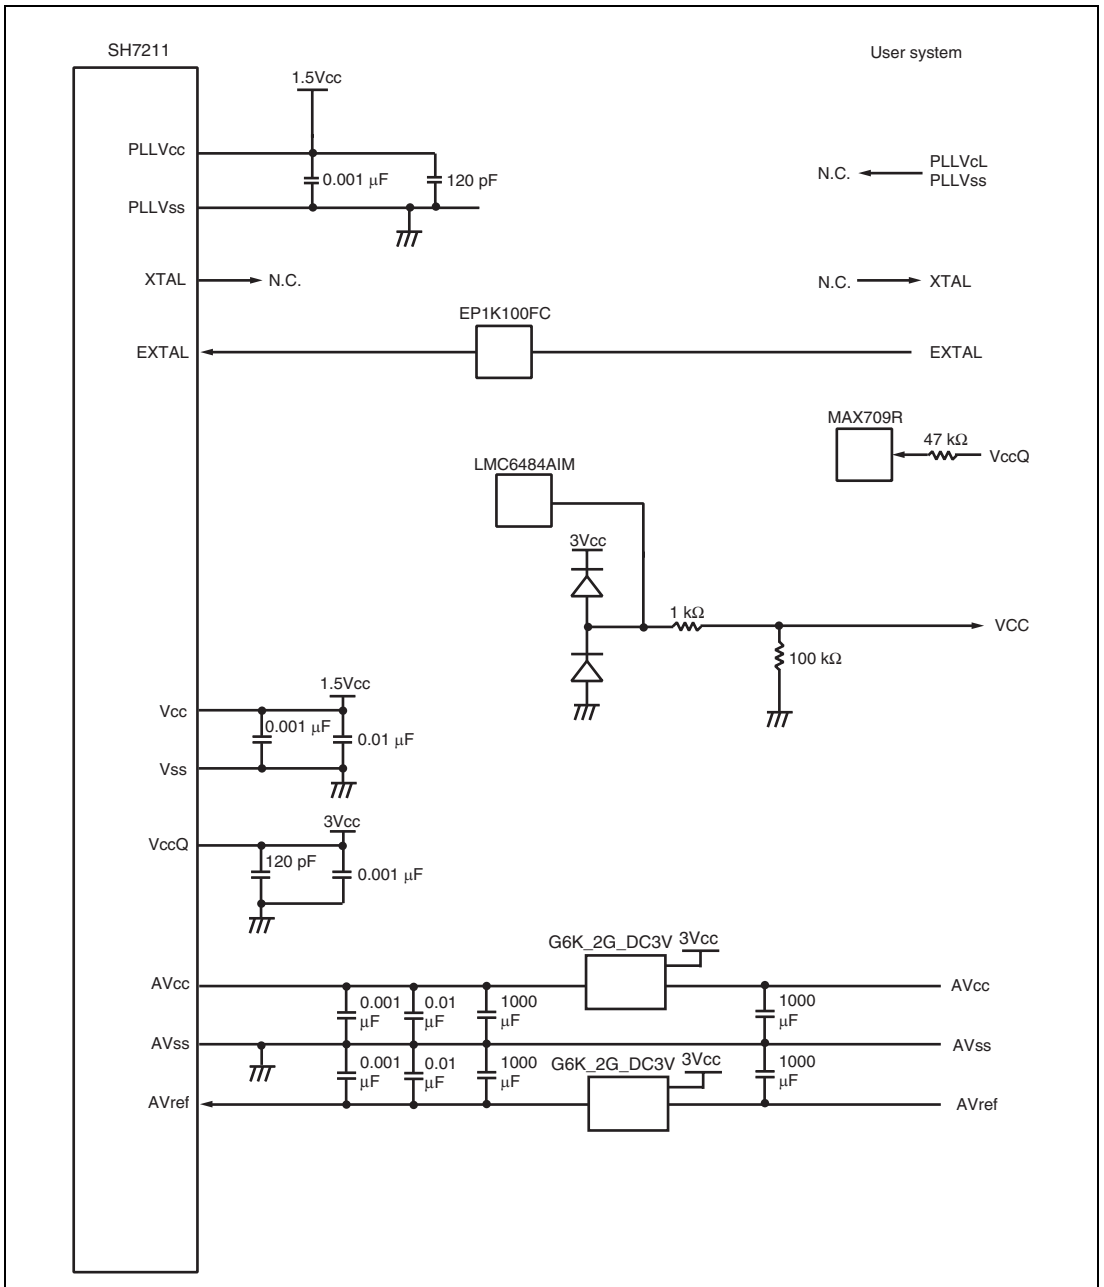 SH7211
User system
1.5Vcc
PLLVcc
0.001 μF
120 pF
N.C.
PLLVcL
PLLVss
PLLVss
XTAL
N.C.
N.C.
XTAL
EP1K100FC
EXTAL
EXTAL
MAX709R
47 kΩ
VccQ
LMC6484AIM
3Vcc
1 kΩ
VCC
100 kΩ
1.5Vcc
Vcc
0.001 μF
0.01 μF
Vss
3Vcc
VccQ
120 pF
0.001 μF
G6K_2G_DC3V
3Vcc
AVcc
AVcc
0.001
μF
0.01
μF
1000
μF
1000
μF
AVss
AVss
0.001
μF
0.01
μF
1000
μF
G6K_2G_DC3V
3Vcc
1000
μF
AVref
AVref